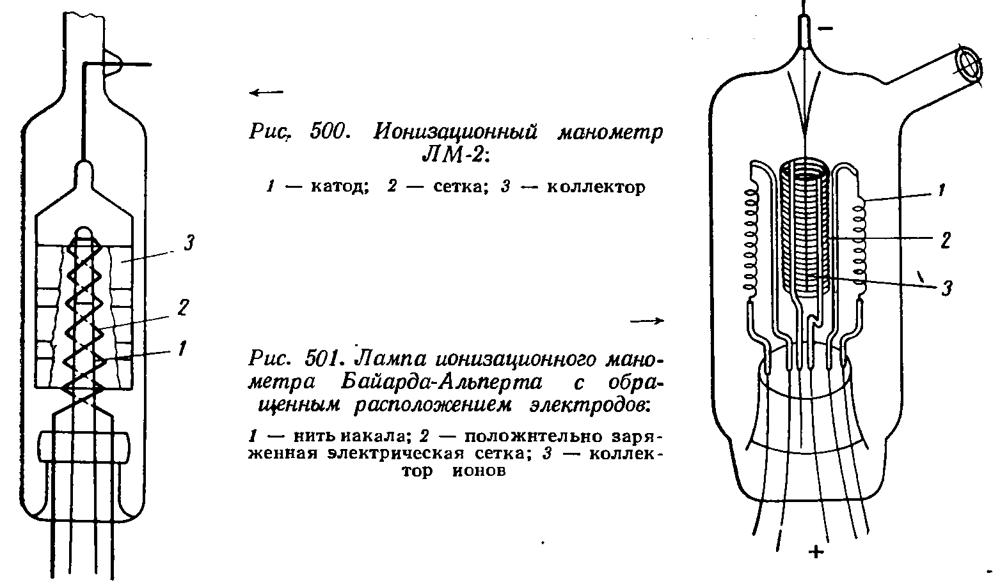 ←
Рис. 500. Ионизационный манометр
ЛМ-2:
1 — катод; 2 — сетка; 3 — коллектор
3
2
1
→
Рис. 501. Лампа ионизационного мано-
метра Байарда-Альперта с обра-
щенным расположением электродов:
1 — нить иакала; 2 — положительно заря-
женная электрическая сетка; 3 — коллек-
тор ионов
−
1
2
3
+